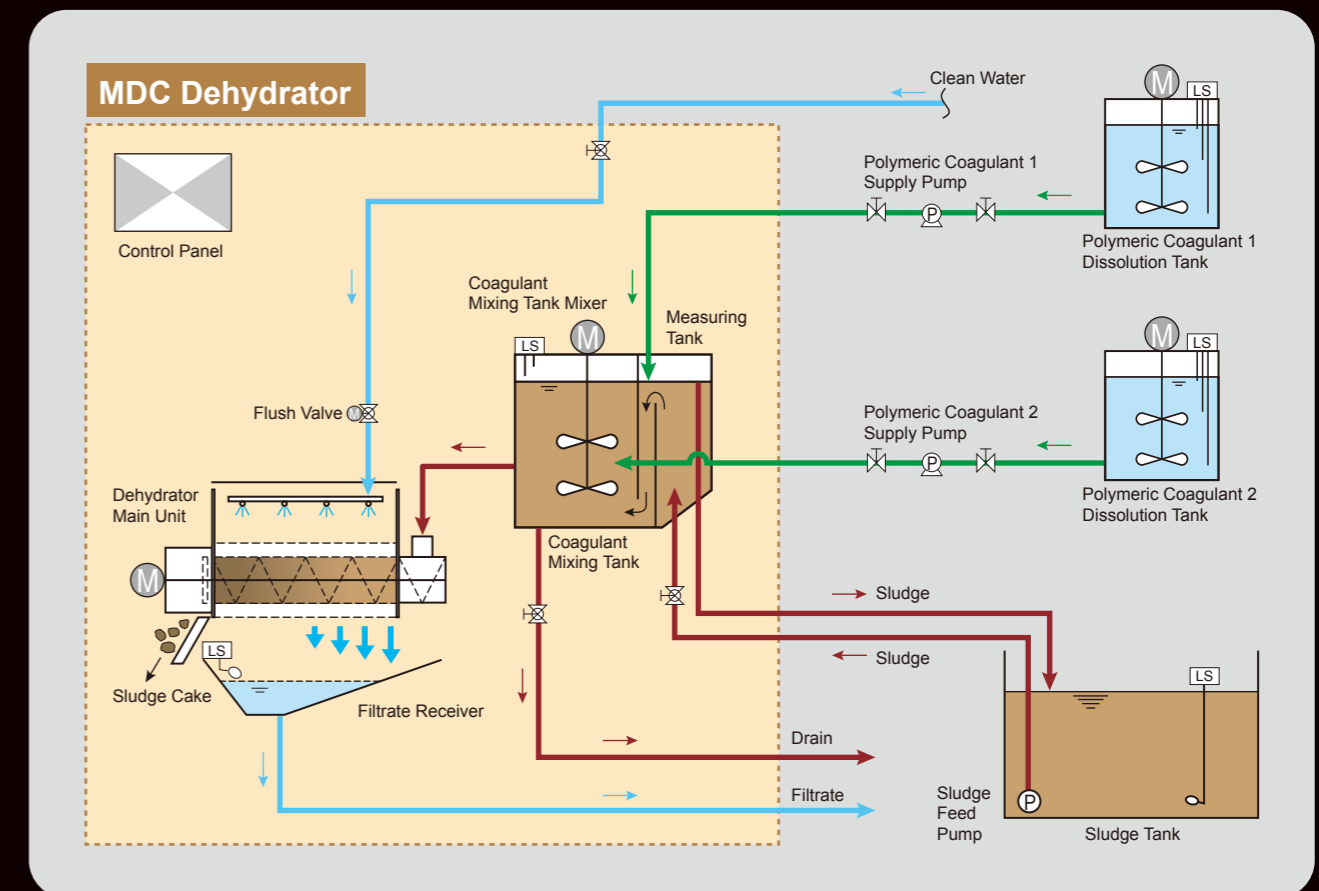 MDC Dehydrator
Clean Water
M
LS
Control Panel
Polymeric Coagulant 1
Supply Pump
P
Polymeric Coagulant 1
Dissolution Tank
Coagulant
Mixing Tank Mixer
M
LS
Measuring
Tank
M
LS
Flush Valve
M
Polymeric Coagulant 2
Supply Pump
P
Polymeric Coagulant 2
Dissolution Tank
Dehydrator
Main Unit
M
Coagulant
Mixing Tank
Sludge
Sludge
LS
Sludge Cake
Filtrate Receiver
LS
Drain
Filtrate
Sludge
Feed
Pump
P
Sludge Tank